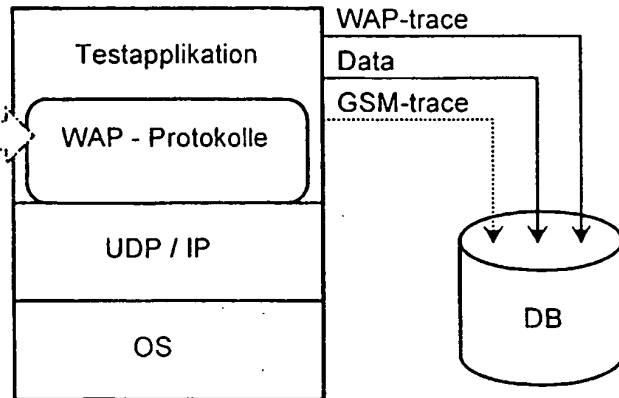 WAP-trace
Testapplikation
Data
GSM-trace
WAP - Protokolle
UDP / IP
DB
OS